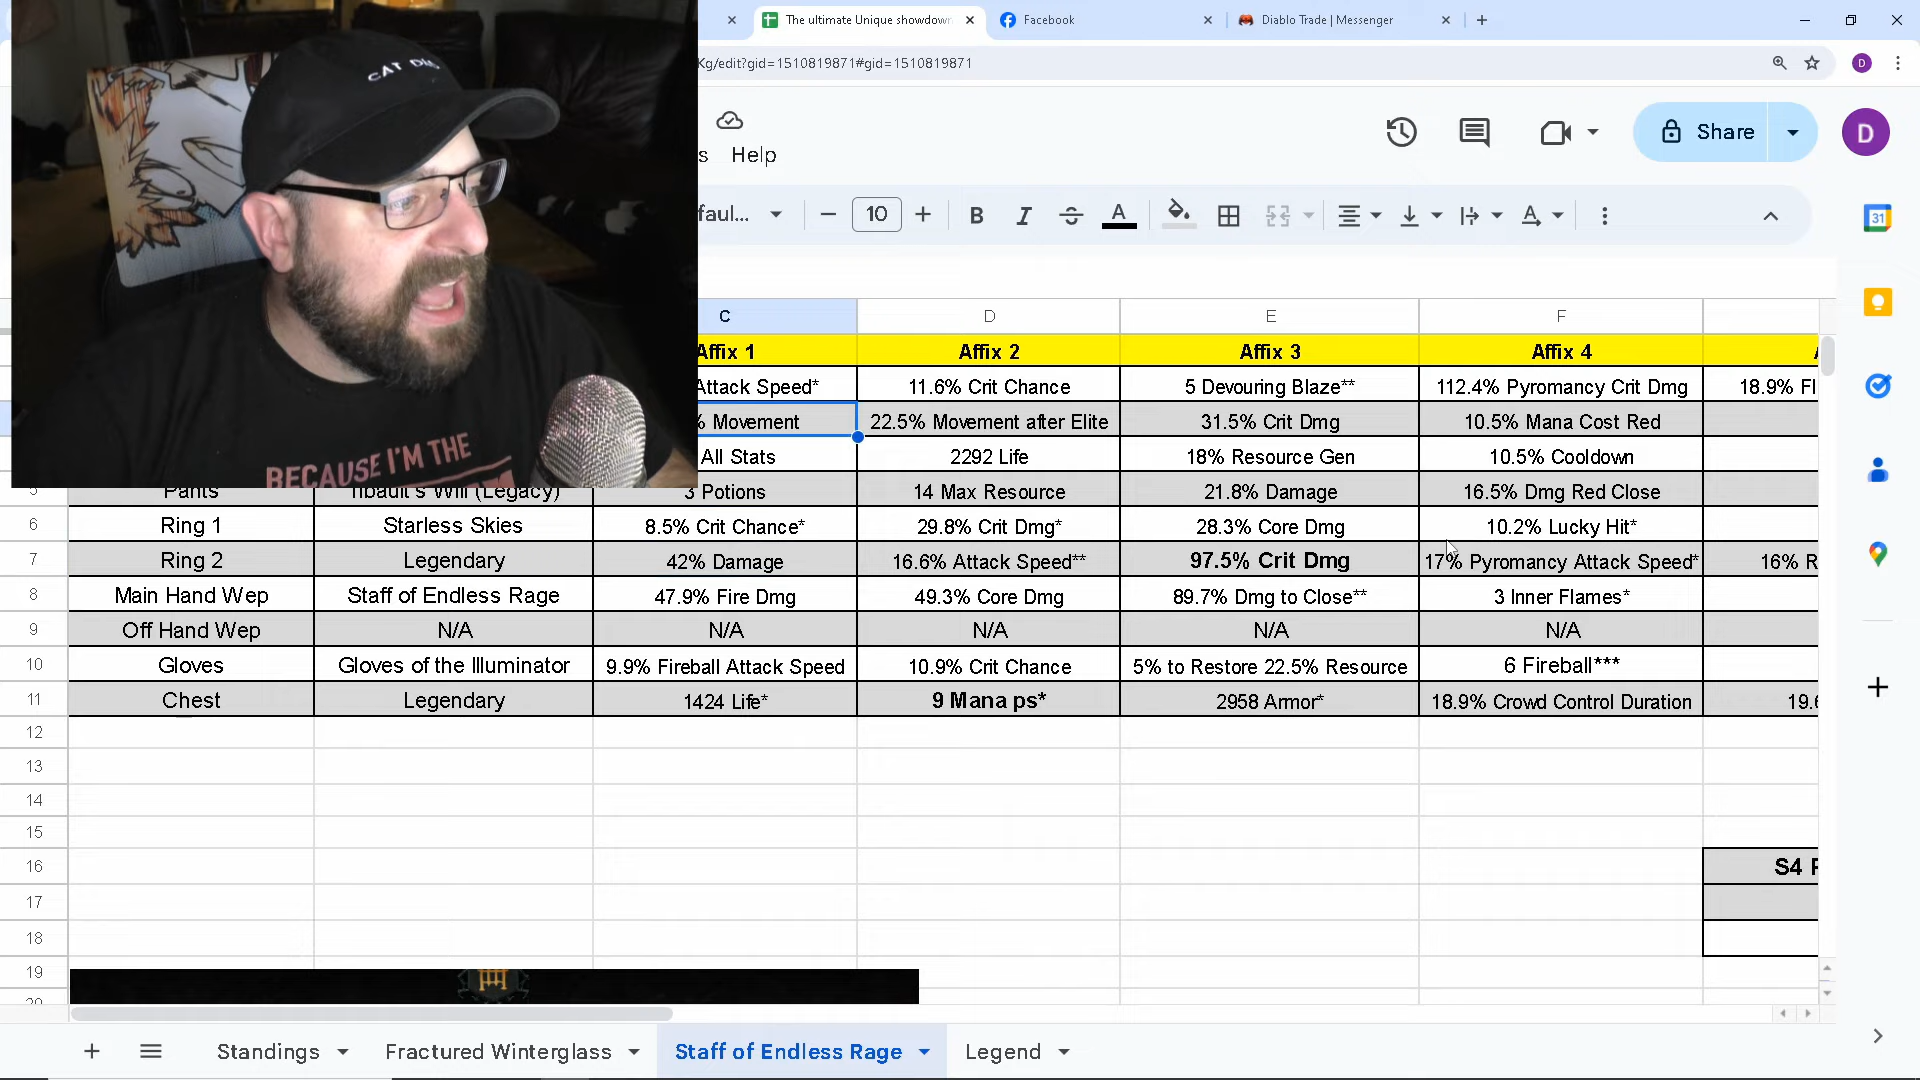 The ultimate Unique showdown
Facebook
Diablo Trade | Messenger
Kg/edit?gid=1510819871#gid=1510819871
D
CAT
BECAUSE I'M THE
s Help
Share
D
faul...
10
B I A A
31
C D E F
Affix 1 Affix 2 Affix 3 Affix 4
Attack Speed* 11.6% Crit Chance 5 Devouring Blaze** 112.4% Pyromancy Crit Dmg 18.9% Fl
% Movement 22.5% Movement after Elite 31.5% Crit Dmg 10.5% Mana Cost Red
All Stats 2292 Life 18% Resource Gen 10.5% Cooldown
5 Pants Tibault's Will (Legacy) 3 Potions 14 Max Resource 21.8% Damage 16.5% Dmg Red Close
6 Ring 1 Starless Skies 8.5% Crit Chance* 29.8% Crit Dmg* 28.3% Core Dmg 10.2% Lucky Hit*
7 Ring 2 Legendary 42% Damage 16.6% Attack Speed** 97.5% Crit Dmg 17% Pyromancy Attack Speed* 16% R
8 Main Hand Wep Staff of Endless Rage 47.9% Fire Dmg 49.3% Core Dmg 89.7% Dmg to Close** 3 Inner Flames*
9 Off Hand Wep N/A N/A N/A N/A N/A
10 Gloves Gloves of the Illuminator 9.9% Fireball Attack Speed 10.9% Crit Chance 5% to Restore 22.5% Resource 6 Fireball***
11 Chest Legendary 1424 Life* 9 Mana ps* 2958 Armor* 18.9% Crowd Control Duration 19.6
12
13
14
15
16 S4
17
18
19
20
Standings Fractured Winterglass Staff of Endless Rage Legend